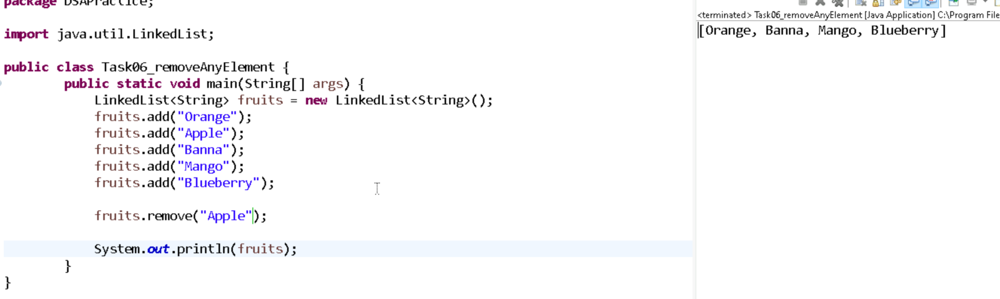 package DSAPractice;
import java.util.LinkedList;
public class Task06_removeAnyElement {
public static void main(String[] args) {
LinkedList<String> fruits = new LinkedList<String>();
fruits.add("Orange");
fruits.add("Apple");
fruits.add("Banna");
fruits.add("Mango");
fruits.add("Blueberry");
fruits.remove("Apple");
System.out.println(fruits);
}
}
<terminated> Task06_removeAnyElement [Java Application] C:\Program File
[Orange, Banna, Mango, Blueberry]